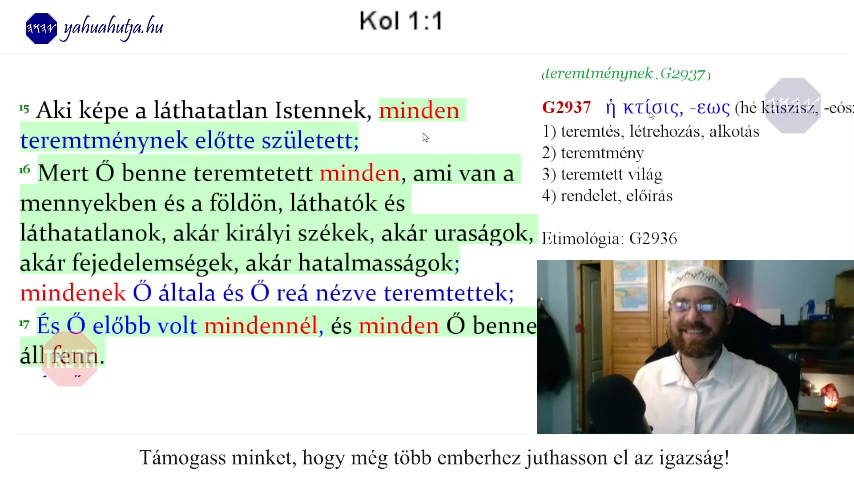 yahuahutja.hu
Kol 1:1
15 Aki képe a láthatatlan Istennek, minden
teremtménynek előtte született;
16 Mert Ő benne teremtetett minden, ami van a
mennyekben és a földön, láthatók és
láthatatlanok, akár királyi székek, akár uraságok,
akár fejedelemségek, akár hatalmasságok;
mindenek Ő általa és Ő reá nézve teremtettek;
17 És Ő előbb volt mindennél, és minden Ő benne
áll fenn.
TRUTH
(teremtménynek . G2937 )
G2937 ἡ κτίσις, -εως (hé ktiszisz, -eósz
1) teremtés, létrehozás, alkotás
2) teremtmény
3) teremtett világ
4) rendelet, előírás
Etimológia: G2936
Támogass minket, hogy még több emberhez juthasson el az igazság!